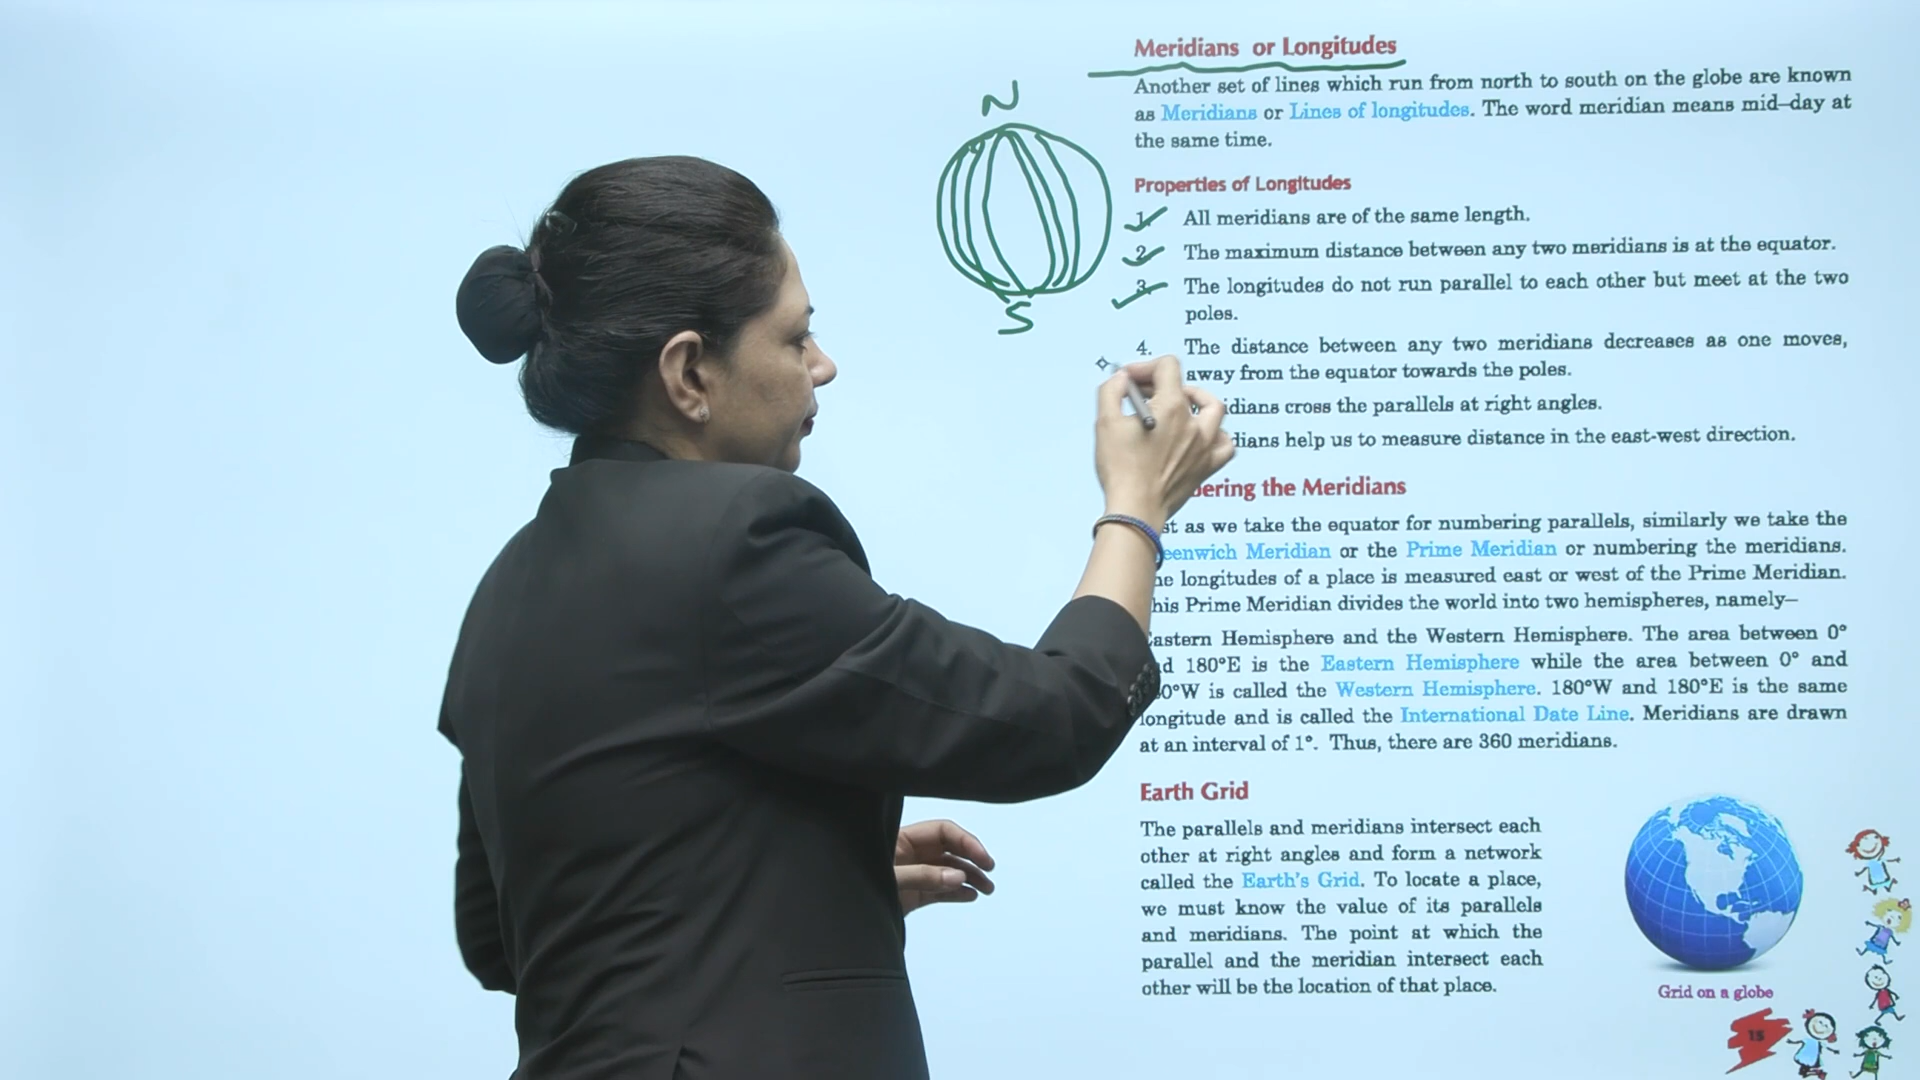 Meridians or Longitudes
Another set of lines which run from north to south on the globe are known
as Meridians or Lines of longitudes. The word meridian means mid–day at
the same time.
N
S
Properties of Longitudes
1. All meridians are of the same length.
2. The maximum distance between any two meridians is at the equator.
3. The longitudes do not run parallel to each other but meet at the two
poles.
4. The distance between any two meridians decreases as one moves,
away from the equator towards the poles.
idians cross the parallels at right angles.
dians help us to measure distance in the east-west direction.
bering the Meridians
st as we take the equator for numbering parallels, similarly we take the
eenwich Meridian or the Prime Meridian or numbering the meridians.
he longitudes of a place is measured east or west of the Prime Meridian.
his Prime Meridian divides the world into two hemispheres, namely–
Eastern Hemisphere and the Western Hemisphere. The area between 0°
nd 180°E is the Eastern Hemisphere while the area between 0° and
0°W is called the Western Hemisphere. 180°W and 180°E is the same
longitude and is called the International Date Line. Meridians are drawn
at an interval of 1°. Thus, there are 360 meridians.
Earth Grid
The parallels and meridians intersect each
other at right angles and form a network
called the Earth's Grid. To locate a place,
we must know the value of its parallels
and meridians. The point at which the
parallel and the meridian intersect each
other will be the location of that place.
Grid on a globe
15